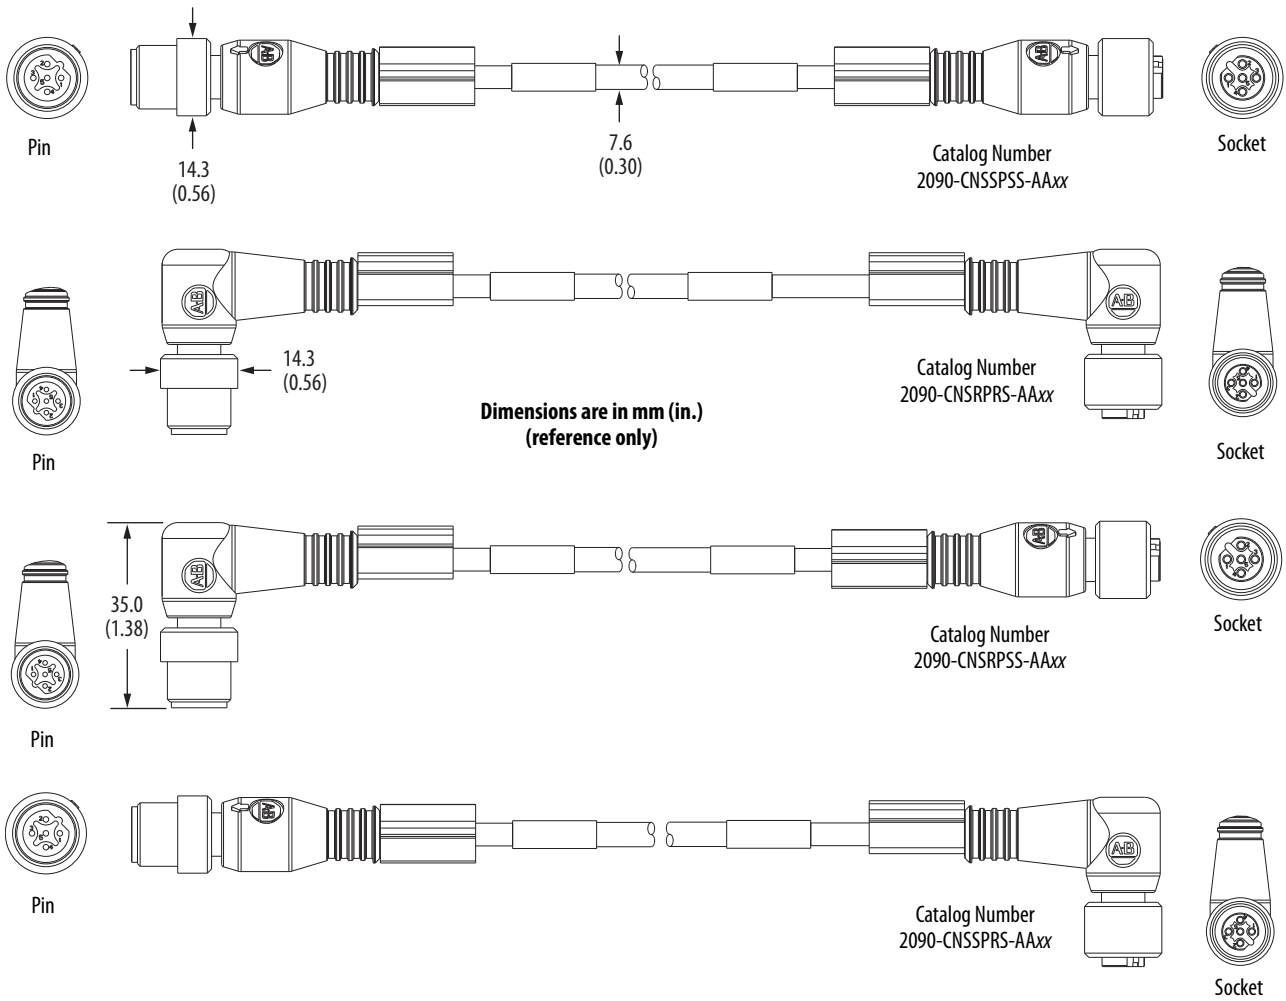 Pin
14.3
(0.56)
7.6
(0.30)
Catalog Number
2090-CNSSPSS-AAxx
Socket
A-B
A-B
Pin
14.3
(0.56)
Dimensions are in mm (in.)
(reference only)
Catalog Number
2090-CNSRPRS-AAxx
Socket
A-B
A-B
Pin
35.0
(1.38)
Catalog Number
2090-CNSRPSS-AAxx
Socket
A-B
A-B
Pin
Catalog Number
2090-CNSSPRS-AAxx
Socket
A-B
A-B